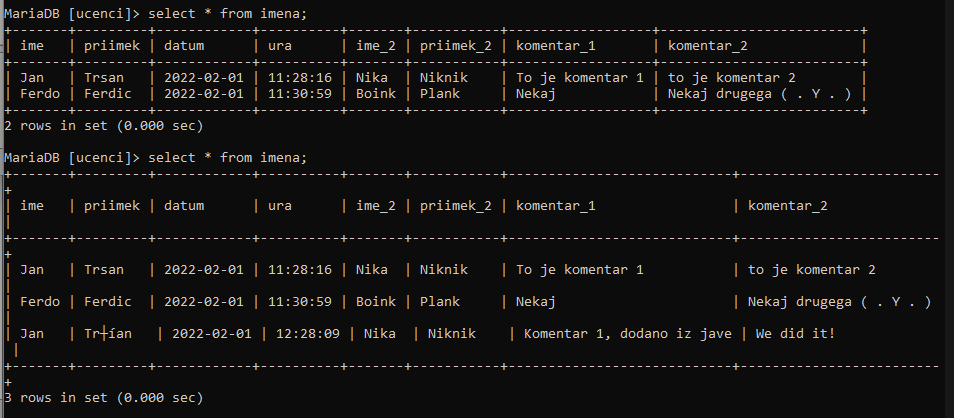 MariaDB [ucenci]> select * from imena;
+-------+---------+------------+----------+-------+-----------+------------------+-------------------------+
| ime   | priimek | datum      | ura      | ime_2 | priimek_2 | komentar_1       | komentar_2              |
+-------+---------+------------+----------+-------+-----------+------------------+-------------------------+
| Jan   | Trsan   | 2022-02-01 | 11:28:16 | Nika  | Niknik    | To je komentar 1 | to je komentar 2        |
| Ferdo | Ferdic  | 2022-02-01 | 11:30:59 | Boink | Plank     | Nekaj            | Nekaj drugega ( . Y . ) |
+-------+---------+------------+----------+-------+-----------+------------------+-------------------------+
2 rows in set (0.000 sec)
MariaDB [ucenci]> select * from imena;
+-------+---------+------------+----------+-------+-----------+----------------------------+-------------------------
+
| ime   | priimek | datum      | ura      | ime_2 | priimek_2 | komentar_1                 | komentar_2
|
+-------+---------+------------+----------+-------+-----------+----------------------------+-------------------------
+
| Jan   | Trsan   | 2022-02-01 | 11:28:16 | Nika  | Niknik    | To je komentar 1           | to je komentar 2
|
| Ferdo | Ferdic  | 2022-02-01 | 11:30:59 | Boink | Plank     | Nekaj                      | Nekaj drugega ( . Y . )
|
| Jan   | Tr┼ían   | 2022-02-01 | 12:28:09 | Nika  | Niknik    | Komentar 1, dodano iz jave | We did it!
 |
+-------+---------+------------+----------+-------+-----------+----------------------------+-------------------------
+
3 rows in set (0.000 sec)